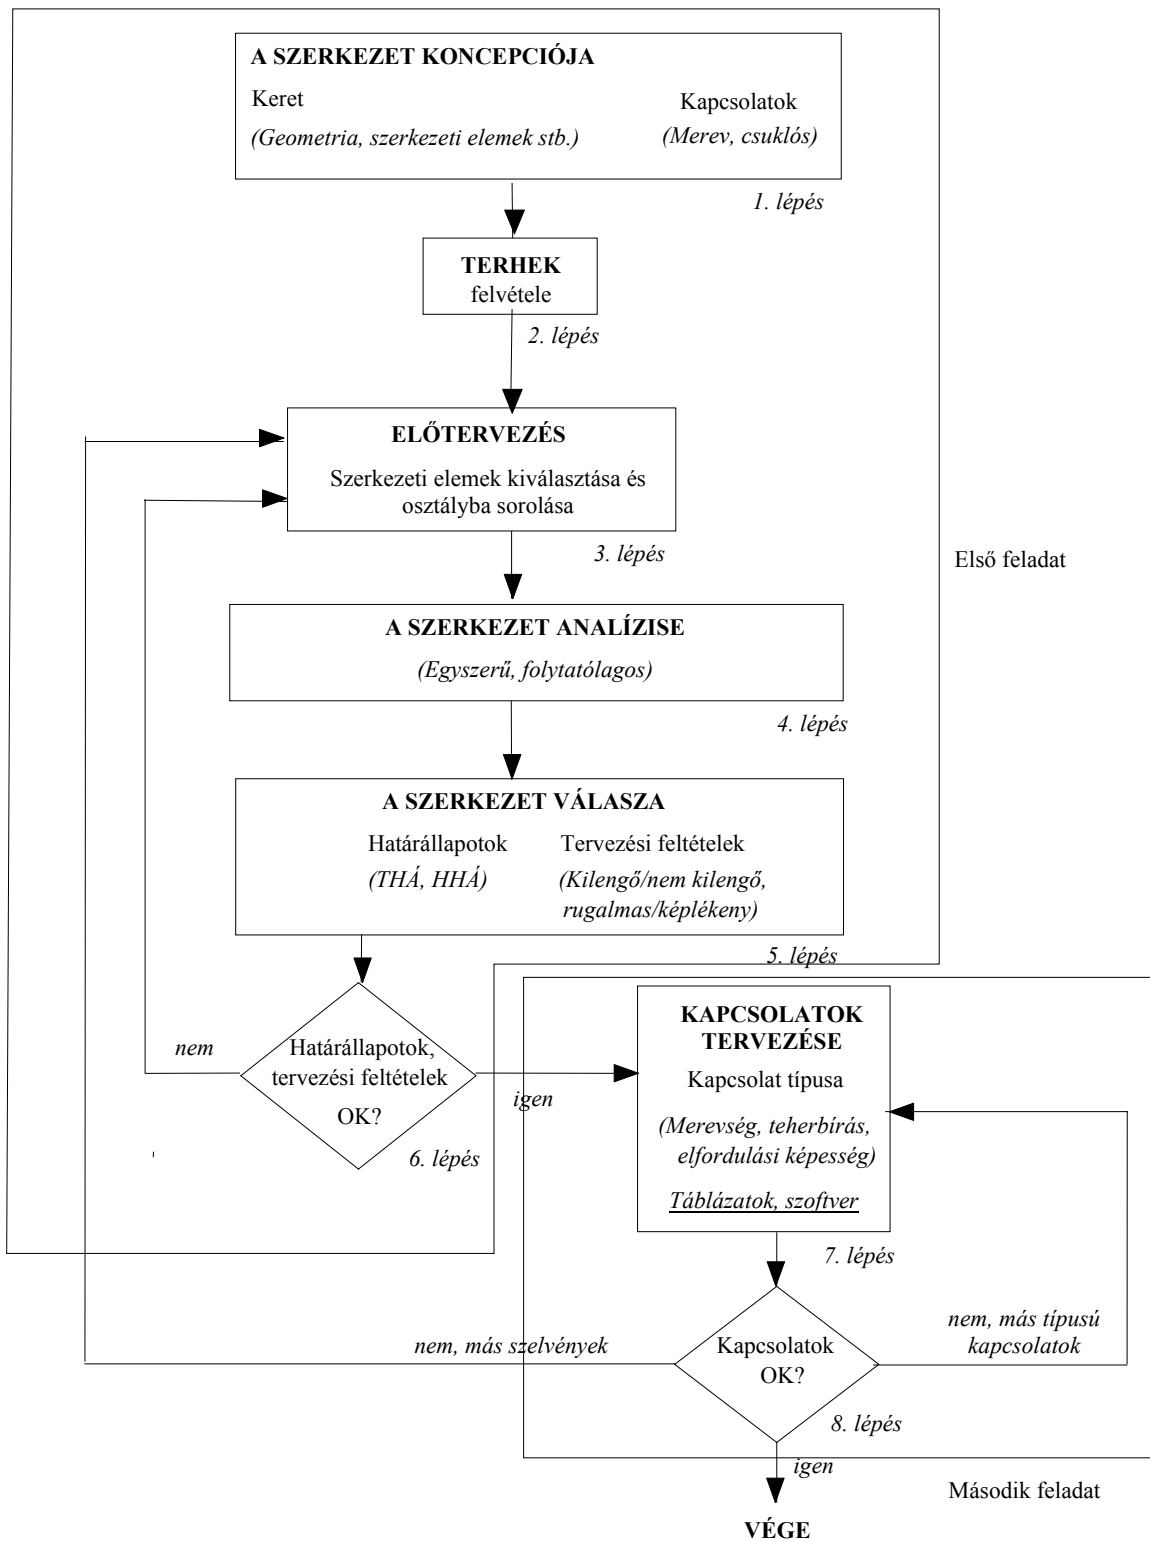 A SZERKEZET KONCEPCIÓJA
Keret
(Geometria, szerkezeti elemek stb.)
Kapcsolatok
(Merev, csuklós)
1. lépés
TERHEK
felvétele
2. lépés
ELŐTERVEZÉS
Szerkezeti elemek kiválasztása és
osztályba sorolása
3. lépés
Első feladat
A SZERKEZET ANALÍZISE
(Egyszerű, folytatólagos)
4. lépés
A SZERKEZET VÁLASZA
Határállapotok
(THÁ, HHÁ)
Tervezési feltételek
(Kilengő/nem kilengő,
rugalmas/képlékeny)
5. lépés
nem
Határállapotok,
tervezési feltételek
OK?
igen
6. lépés
KAPCSOLATOK
TERVEZÉSE
Kapcsolat típusa
(Merevség, teherbírás,
elfordulási képesség)
Táblázatok, szoftver
7. lépés
nem, más szelvények
Kapcsolatok
OK?
nem, más típusú
kapcsolatok
8. lépés
igen
Második feladat
VÉGE